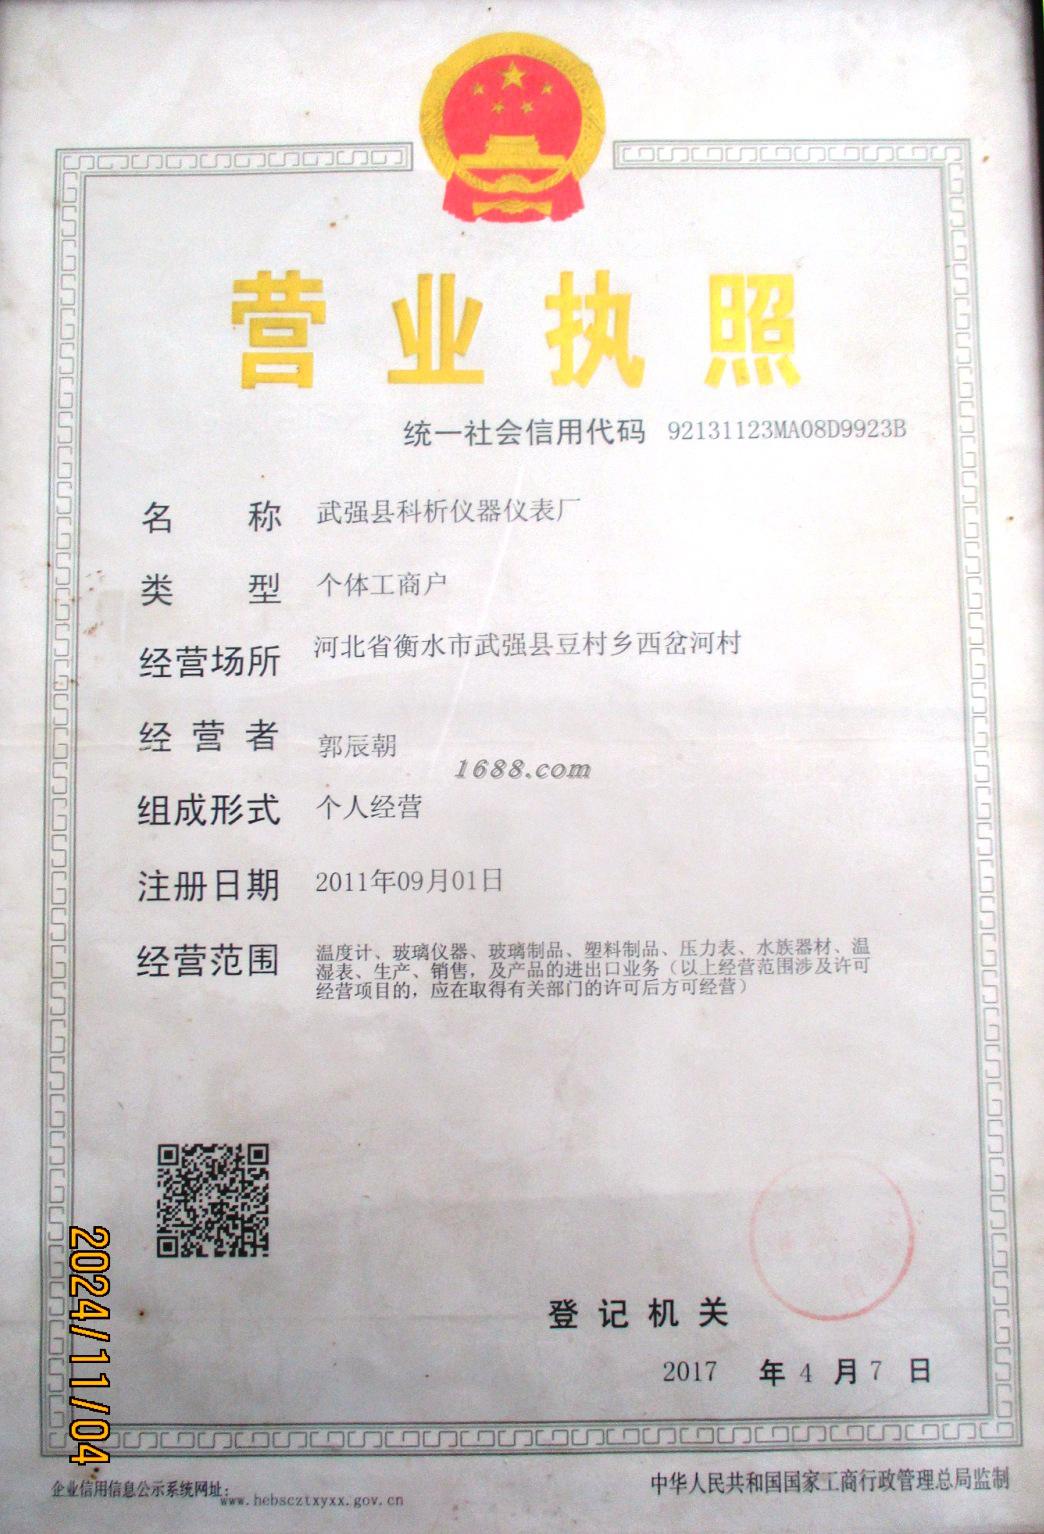 营业执照
统一社会信用代码 92131123MA08D9923B
名称 武强县科析仪器仪表厂
类型 个体工商户
经营场所 河北省衡水市武强县豆村乡西岔河村
经营者 郭辰朝
1688.com
组成形式 个人经营
注册日期 2011年09月01日
经营范围 温度计、玻璃仪器、玻璃制品、塑料制品、压力表、水族器材、温
湿表、生产、销售，及产品的进出口业务（以上经营范围涉及许可
经营项目的，应在取得有关部门的许可后方可经营）
登记机关
2017 年 4 月 7 日
2024/11/04
企业信用信息公示系统网址：www.hebscztxyxx.gov.cn
中华人民共和国国家工商行政管理总局监制